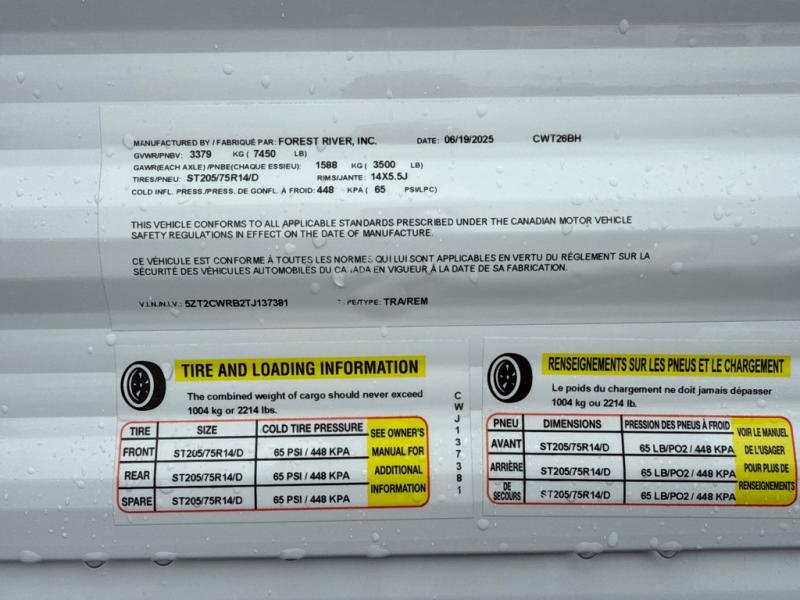 MANUFACTURED BY / FABRIQUÉ PAR: FOREST RIVER, INC. DATE: 06/19/2025 CWT26BH
GVWR/PNBV: 3379 KG ( 7450 LB)
GAWR(EACH AXLE) /PNBE(CHAQUE ESSIEU): 1588 KG ( 3500 LB)
TIRES/PNEU: ST205/75R14/D RIMS/JANTE: 14X5.5J
COLD INFL. PRESS./PRESS. DE GONFL. À FROID: 448 KPA ( 65 PSI/LPC)
THIS VEHICLE CONFORMS TO ALL APPLICABLE STANDARDS PRESCRIBED UNDER THE CANADIAN MOTOR VEHICLE
SAFETY REGULATIONS IN EFFECT ON THE DATE OF MANUFACTURE.
CE VÉHICULE EST CONFORME À TOUTES LES NORMES QUI LUI SONT APPLICABLES EN VERTU DU RÉGLEMENT SUR LA
SÉCURITÉ DES VÉHICULES AUTOMOBILES DU CANADA EN VIGUEUR À LA DATE DE SA FABRICATION.
V.I.N./N.I.V.: 5ZT2CWRB2TJ137381 TYPE/TYPE: TRA/REM
TIRE AND LOADING INFORMATION
The combined weight of cargo should never exceed
1004 kg or 2214 lbs.
TIRE SIZE COLD TIRE PRESSURE
FRONT ST205/75R14/D 65 PSI / 448 KPA
REAR ST205/75R14/D 65 PSI / 448 KPA
SPARE ST205/75R14/D 65 PSI / 448 KPA
SEE OWNER'S
MANUAL FOR
ADDITIONAL
INFORMATION
CWJ137381
RENSEIGNEMENTS SUR LES PNEUS ET LE CHARGEMENT
Le poids du chargement ne doit jamais dépasser
1004 kg ou 2214 lb.
PNEU DIMENSIONS PRESSION DES PNEUS À FROID
AVANT ST205/75R14/D 65 LB/PO2 / 448 KPA
ARRIÈRE ST205/75R14/D 65 LB/PO2 / 448 KPA
DE
SECOURS ST205/75R14/D 65 LB/PO2 / 448 KPA
VOIR LE MANUEL
DE L'USAGER
POUR PLUS DE
RENSEIGNEMENTS